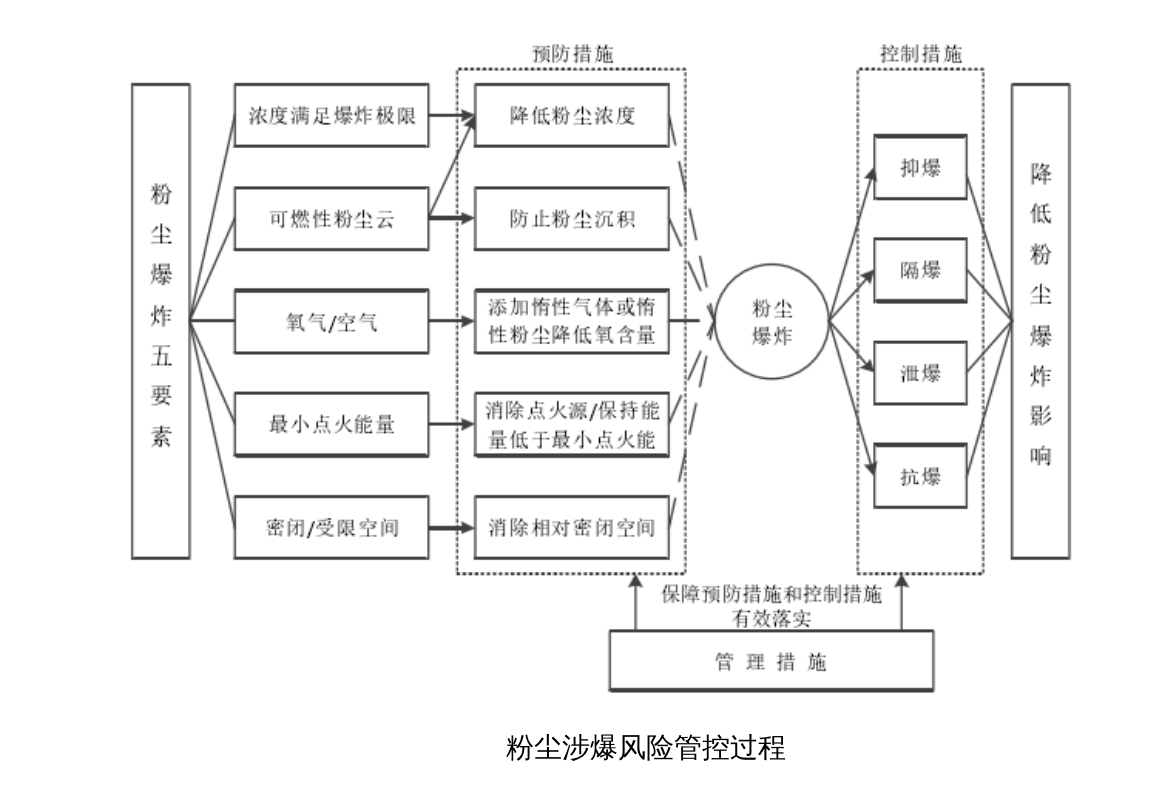 预防措施
控制措施
粉尘爆炸五要素
浓度满足爆炸极限
降低粉尘浓度
可燃性粉尘云
防止粉尘沉积
氧气/空气
添加惰性气体或惰
性粉尘降低氧含量
最小点火能量
消除点火源/保持能
量低于最小点火能
密闭/受限空间
消除相对密闭空间
粉尘
爆炸
抑爆
隔爆
泄爆
抗爆
降低粉尘爆炸影响
保障预防措施和控制措施
有效落实
管理措施
粉尘涉爆风险管控过程